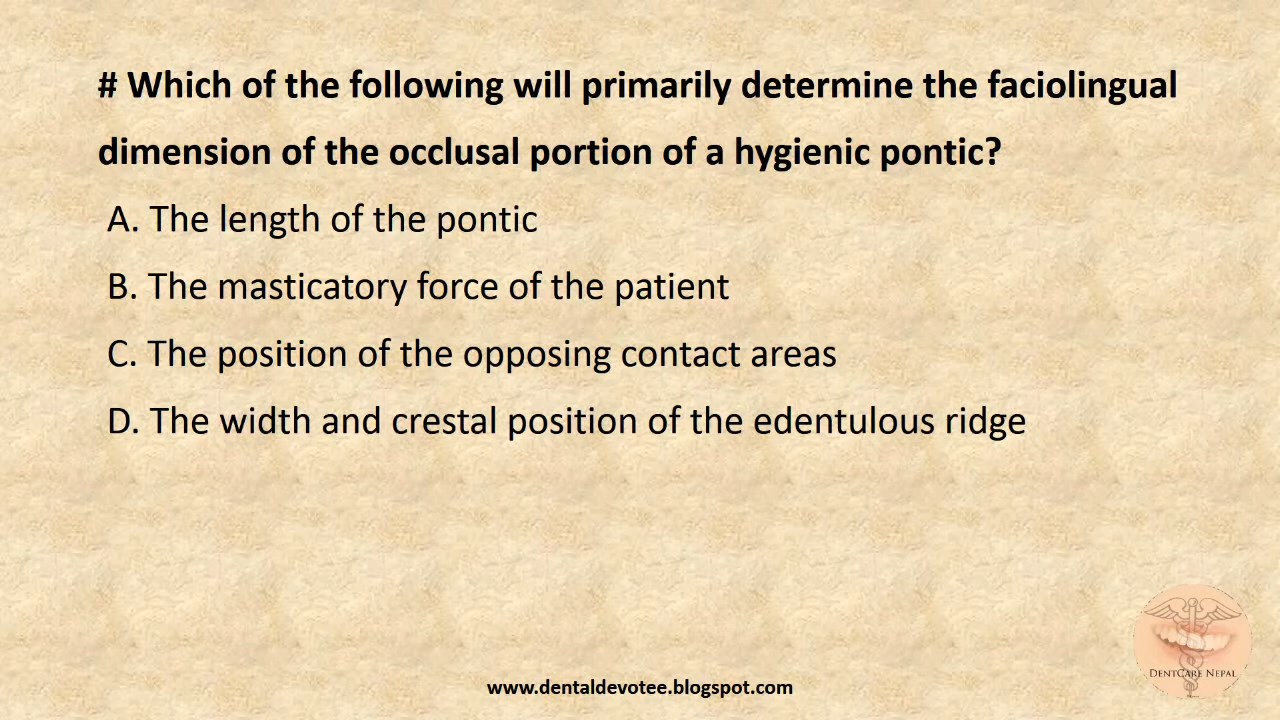 # Which of the following will primarily determine the faciolingual
dimension of the occlusal portion of a hygienic pontic?
A. The length of the pontic
B. The masticatory force of the patient
C. The position of the opposing contact areas
D. The width and crestal position of the edentulous ridge
DENTCARE NEPAL
www.dentaldevotee.blogspot.com